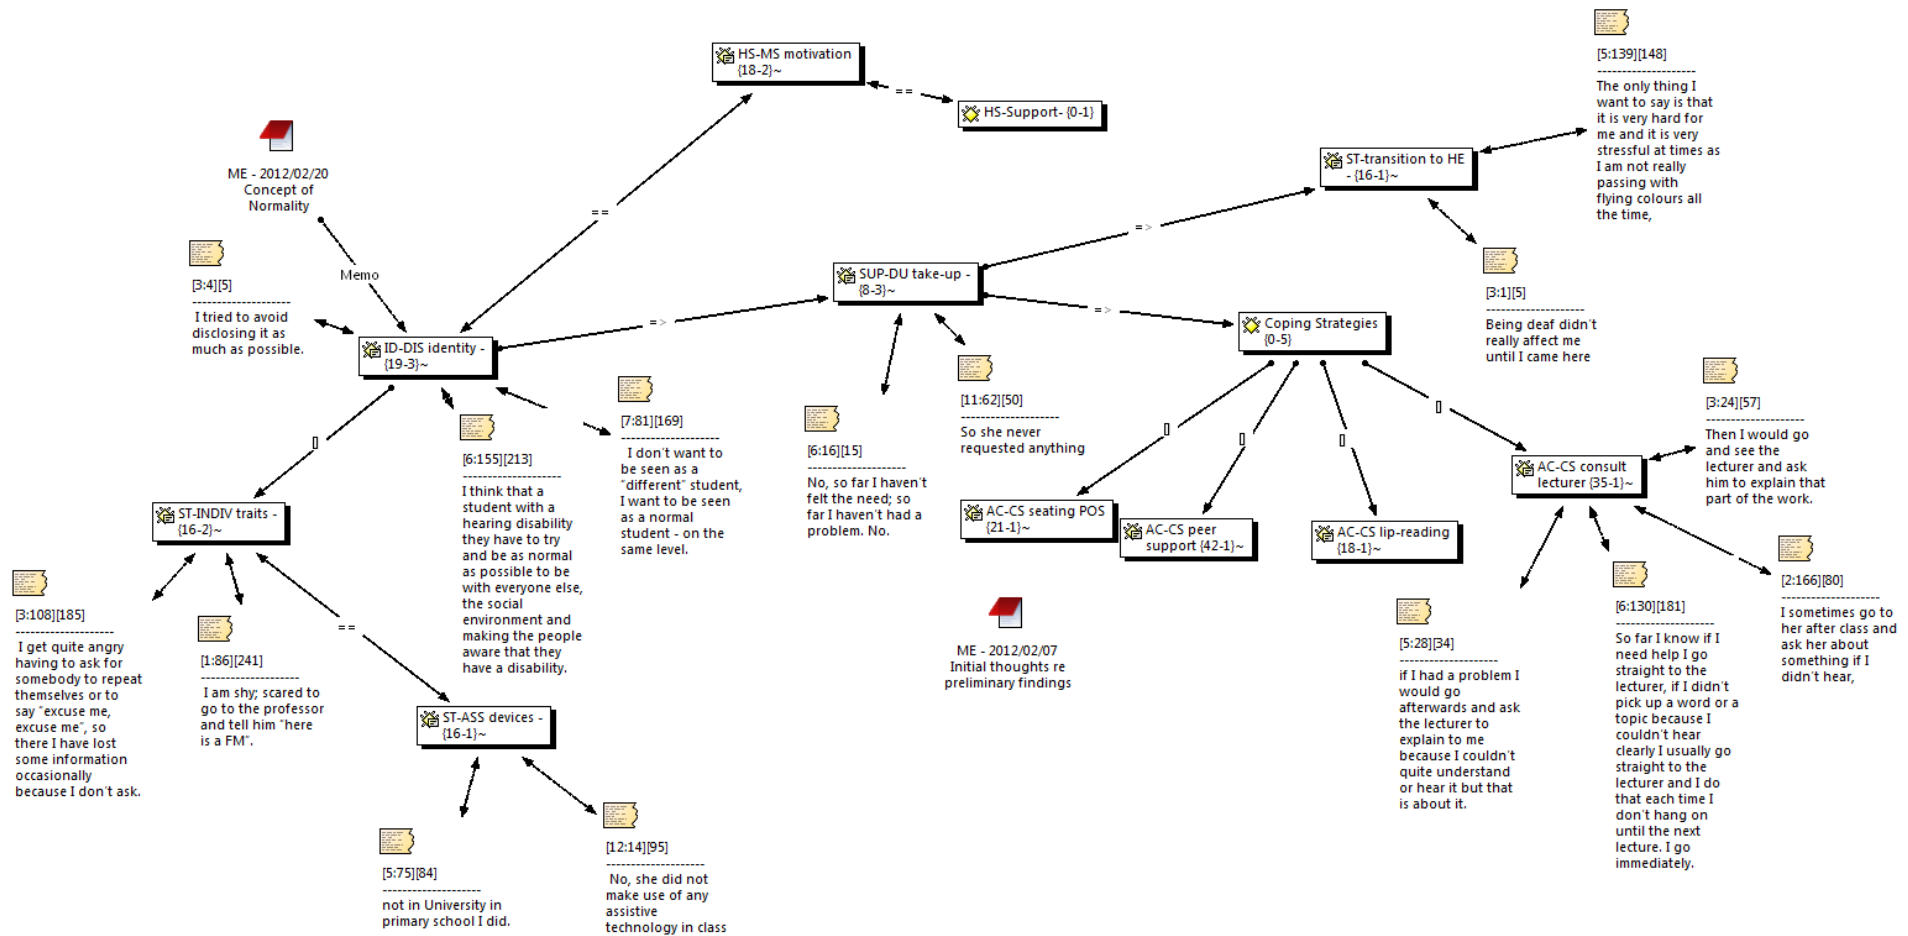 HS-MS motivation
{18-2}~
==
HS-Support- {0-1}
ME - 2012/02/20
Concept of
Normality
Memo
==
[5:139][148]
--------------------
The only thing I
want to say is that
it is very hard for
me and it is very
stressful at times as
I am not really
passing with
flying colours all
the time,
ST-transition to HE
- {16-1}~
=>
[3:1][5]
--------------------
Being deaf didn't
really affect me
until I came here
[3:4][5]
--------------------
I tried to avoid
disclosing it as
much as possible.
ID-DIS identity -
{19-3}~
=>
SUP-DU take-up -
{8-3}~
=>
Coping Strategies
{0-5}
[7:81][169]
--------------------
I don't want to
be seen as a
"different" student,
I want to be seen
as a normal
student - on the
same level.
[6:155][213]
--------------------
I think that a
student with a
hearing disability
they have to try
and be as normal
as possible to be
with everyone else,
the social
environment and
making the people
aware that they
have a disability.
[6:16][15]
--------------------
No, so far I haven't
felt the need; so
far I haven't had a
problem. No.
[11:62][50]
--------------------
So she never
requested anything
[]
[]
[]
[]
[]
AC-CS seating POS
{21-1}~
AC-CS peer
support {42-1}~
AC-CS lip-reading
{18-1}~
AC-CS consult
lecturer {35-1}~
[3:24][57]
--------------------
Then I would go
and see the
lecturer and ask
him to explain that
part of the work.
ST-INDIV traits -
{16-2}~
[3:108][185]
--------------------
I get quite angry
having to ask for
somebody to repeat
themselves or to
say "excuse me,
excuse me", so
there I have lost
some information
occasionally
because I don't ask.
[1:86][241]
--------------------
I am shy; scared to
go to the professor
and tell him "here
is a FM".
==
ST-ASS devices -
{16-1}~
[5:75][84]
--------------------
not in University in
primary school I did.
[12:14][95]
--------------------
No, she did not
make use of any
assistive
technology in class
ME - 2012/02/07
Initial thoughts re
preliminary findings
[5:28][34]
--------------------
if I had a problem I
would go
afterwards and ask
the lecturer to
explain to me
because I couldn't
quite understand
or hear it but that
is about it.
[6:130][181]
--------------------
So far I know if I
need help I go
straight to the
lecturer, if I didn't
pick up a word or a
topic because I
couldn't hear
clearly I usually go
straight to the
lecturer and I do
that each time I
don't hang on
until the next
lecture. I go
immediately.
[2:166][80]
--------------------
I sometimes go to
her after class and
ask her about
something if I
didn't hear,